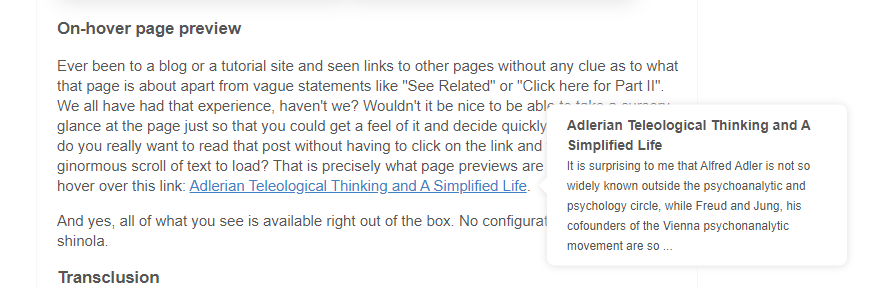 On-hover page preview
Ever been to a blog or a tutorial site and seen links to other pages without any clue as to what
that page is about apart from vague statements like "See Related" or "Click here for Part II".
We all have had that experience, haven't we? Wouldn't it be nice to be able to take a cursory
glance at the page just so that you could get a feel of it and decide quickly
do you really want to read that post without having to click on the link and
ginormous scroll of text to load? That is precisely what page previews are
hover over this link: Adlerian Teleological Thinking and A Simplified Life.
And yes, all of what you see is available right out of the box. No configurat
shinola.
Transclusion
Adlerian Teleological Thinking and A
Simplified Life
It is surprising to me that Alfred Adler is not so
widely known outside the psychoanalytic and
psychology circle, while Freud and Jung, his
cofounders of the Vienna psychonanalytic
movement are so ...